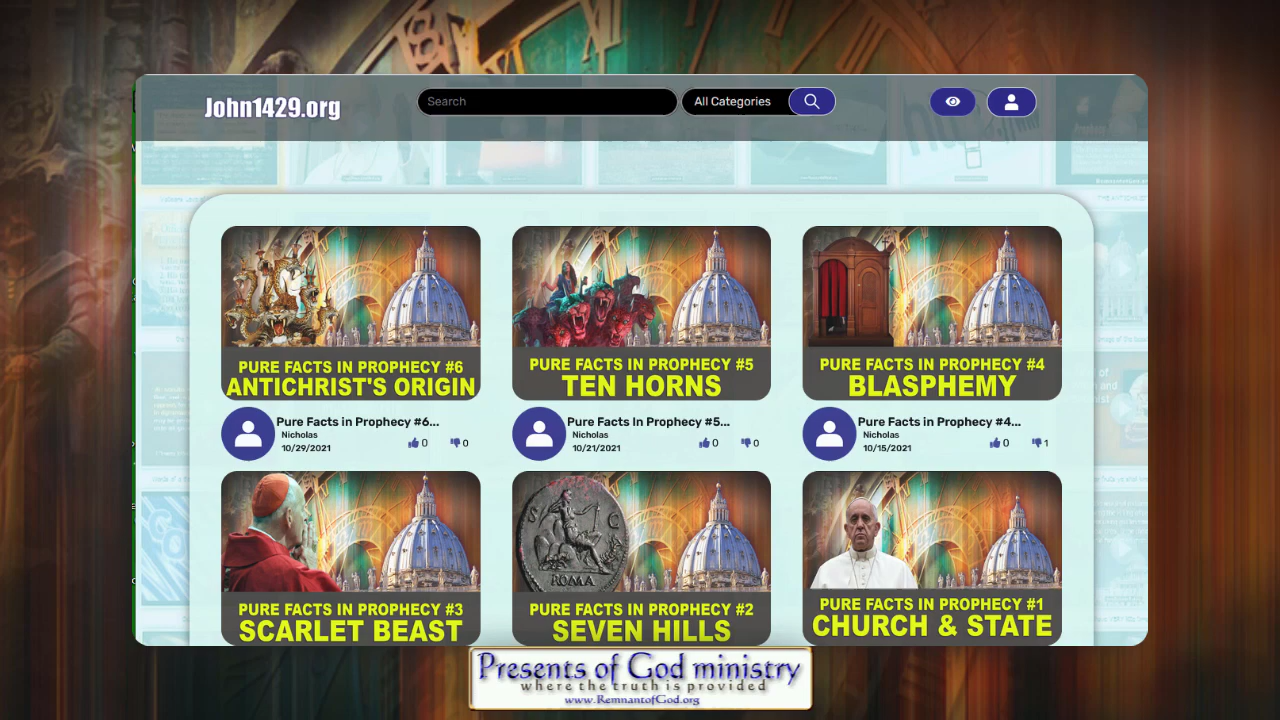 John1429.org
Search
All Categories
PURE FACTS IN PROPHECY #6
ANTICHRIST'S ORIGIN
PURE FACTS IN PROPHECY #5
TEN HORNS
PURE FACTS IN PROPHECY #4
BLASPHEMY
Pure Facts in Prophecy #6...
Nicholas
10/29/2021
0
0
Pure Facts In Prophecy #5...
Nicholas
10/21/2021
0
0
Pure Facts in Prophecy #4...
Nicholas
10/15/2021
0
1
PURE FACTS IN PROPHECY #3
SCARLET BEAST
S C
ROMA
PURE FACTS IN PROPHECY #2
SEVEN HILLS
PURE FACTS IN PROPHECY #1
CHURCH & STATE
Presents of God ministry
where the truth is provided
www.RemnantofGod.org